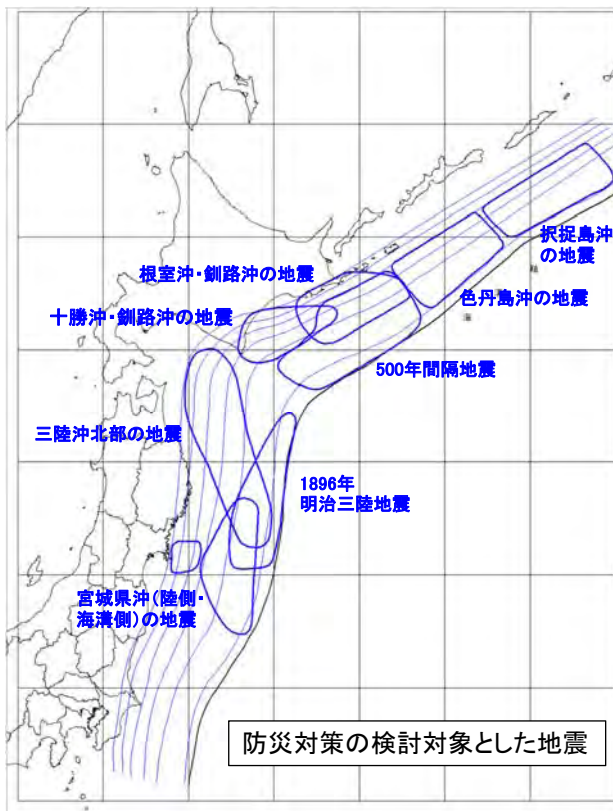 択捉島沖
の地震
根室沖・釧路沖の地震
色丹島沖の地震
十勝沖・釧路沖の地震
海
500年間隔地震
三陸沖北部の地震
1896年
明治三陸地震
宮城県沖(陸側・
海溝側)の地震
防災対策の検討対象とした地震